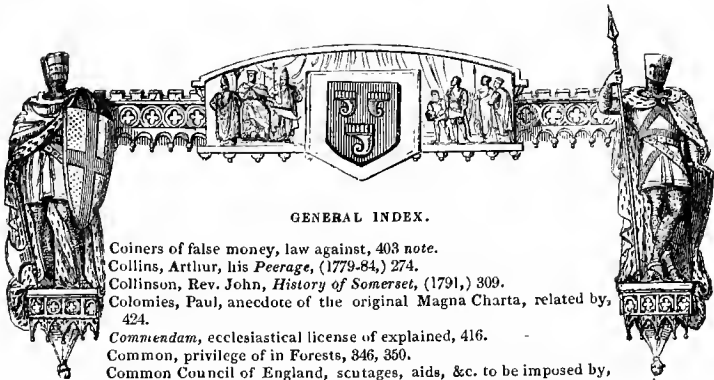 GENERAL INDEX.
Coiners of false money, law against, 403 note.
Collins, Arthur, his Peerage, (1779-84,) 274.
Collinson, Rev. John, History of Somerset, (1791,) 309.
Colomies, Paul, anecdote of the original Magna Charta, related by,
424.
Commendam, ecclesiastical license of explained, 416.
Common, privilege of in Forests, 346, 350.
Common Council of England, scutages, aids, &c. to be imposed by,